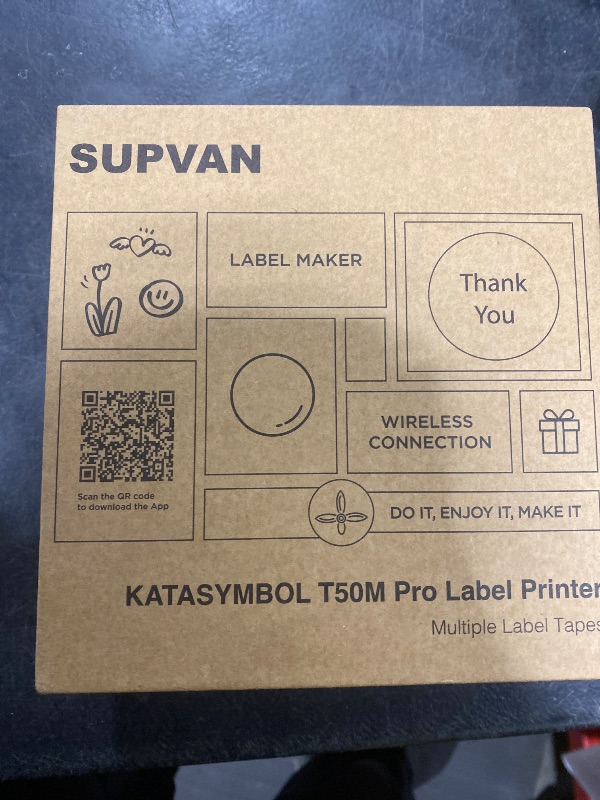 SUPVAN
LABEL MAKER
Thank
You
WIRELESS
CONNECTION
Scan the QR code
to download the App
DO IT, ENJOY IT, MAKE IT
KATASYMBOL T50M Pro Label Printer
Multiple Label Tapes